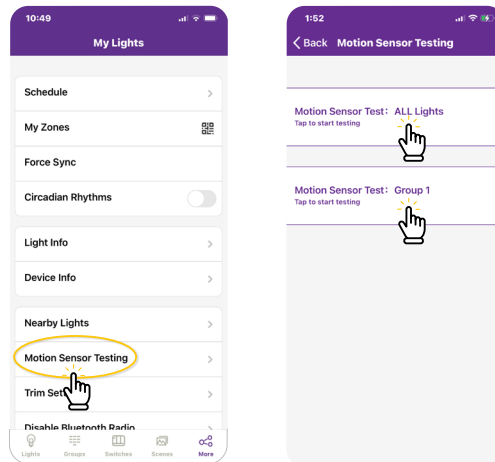 10:49
My Lights
Schedule
My Zones
Force Sync
Circadian Rhythms
Light Info
Device Info
Nearby Lights
Motion Sensor Testing
Trim Set
Disable Bluetooth Radio
Lights Groups Switches Scenes More
1:52
Back Motion Sensor Testing
Motion Sensor Test: ALL Lights
Tap to start testing
Motion Sensor Test: Group 1
Tap to start testing